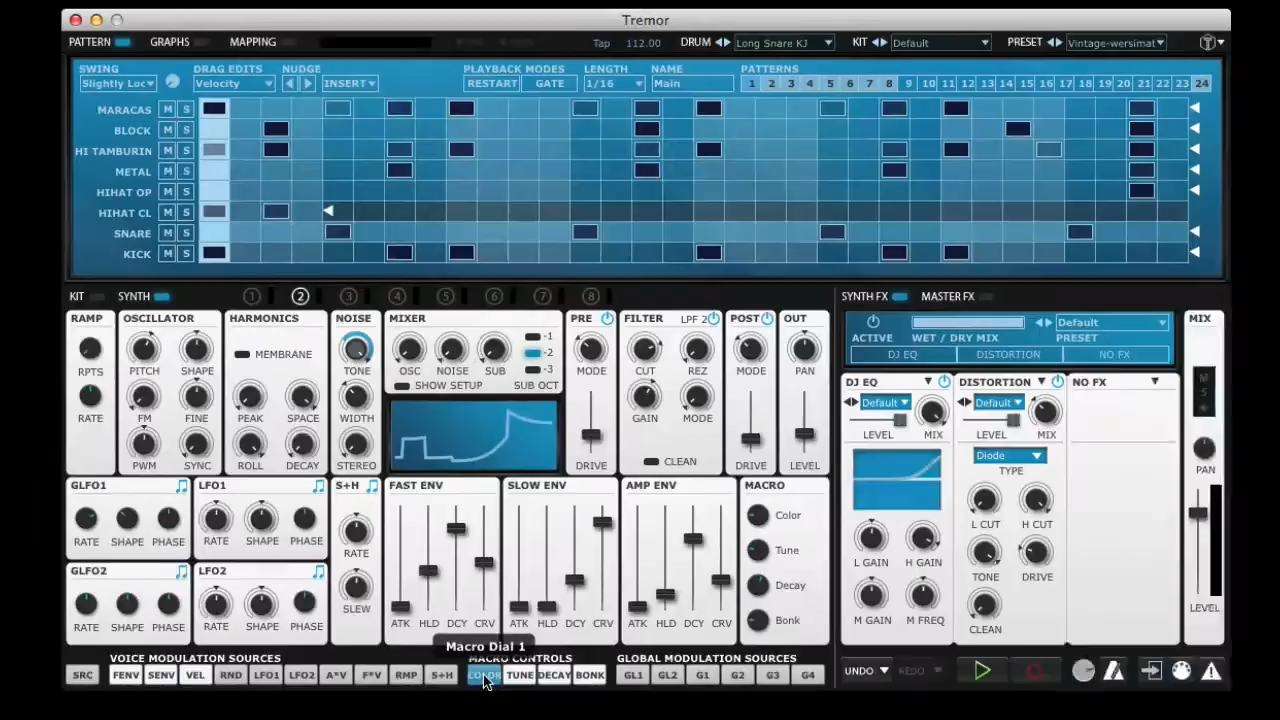 Tremor
PATTERN GRAPHS MAPPING Tap 112.00 DRUM Long Snare KJ KIT Default PRESET Vintage-wersimat
SWING DRAG EDITS NUDGE PLAYBACK MODES LENGTH NAME PATTERNS
Slightly Loc Velocity INSERT RESTART GATE 1/16 Main 1 2 3 4 5 6 7 8 9 10 11 12 13 14 15 16 17 18 19 20 21 22 23 24
MARACAS M S
BLOCK M S
HI TAMBURIN M S
METAL M S
HIHAT OP M S
HIHAT CL M S
SNARE M S
KICK M S
KIT SYNTH 1 2 3 4 5 6 7 8 SYNTH FX MASTER FX
RAMP OSCILLATOR HARMONICS NOISE MIXER PRE FILTER LPF 2 POST OUT MIX
RPTS PITCH SHAPE MEMBRANE TONE OSC NOISE SUB -1 -2 -3 MODE CUT REZ MODE PAN
RATE FM FINE PEAK SPACE WIDTH SHOW SETUP SUB OCT GAIN MODE
PWM SYNC ROLL DECAY STEREO DRIVE CLEAN DRIVE LEVEL
Default
ACTIVE WET / DRY MIX PRESET
DJ EQ DISTORTION NO FX
DJ EQ DISTORTION NO FX
Default Default
LEVEL MIX LEVEL MIX
Diode
TYPE
L CUT H CUT
L GAIN H GAIN TONE DRIVE
M GAIN M FREQ CLEAN
M
S
PAN
LEVEL
GLFO1 LFO1 S+H FAST ENV SLOW ENV AMP ENV MACRO
RATE SHAPE PHASE RATE SHAPE PHASE RATE Color
Tune
GLFO2 LFO2 Decay
RATE SHAPE PHASE RATE SHAPE PHASE SLEW ATK HLD DCY CRV ATK HLD DCY CRV ATK HLD DCY CRV Bonk
Macro Dial 1
VOICE MODULATION SOURCES MACRO CONTROLS GLOBAL MODULATION SOURCES
SRC FENV SENV VEL RND LFO1 LFO2 A*V F*V RMP S+H COLOR TUNE DECAY BONK GL1 GL2 G1 G2 G3 G4 UNDO REDO